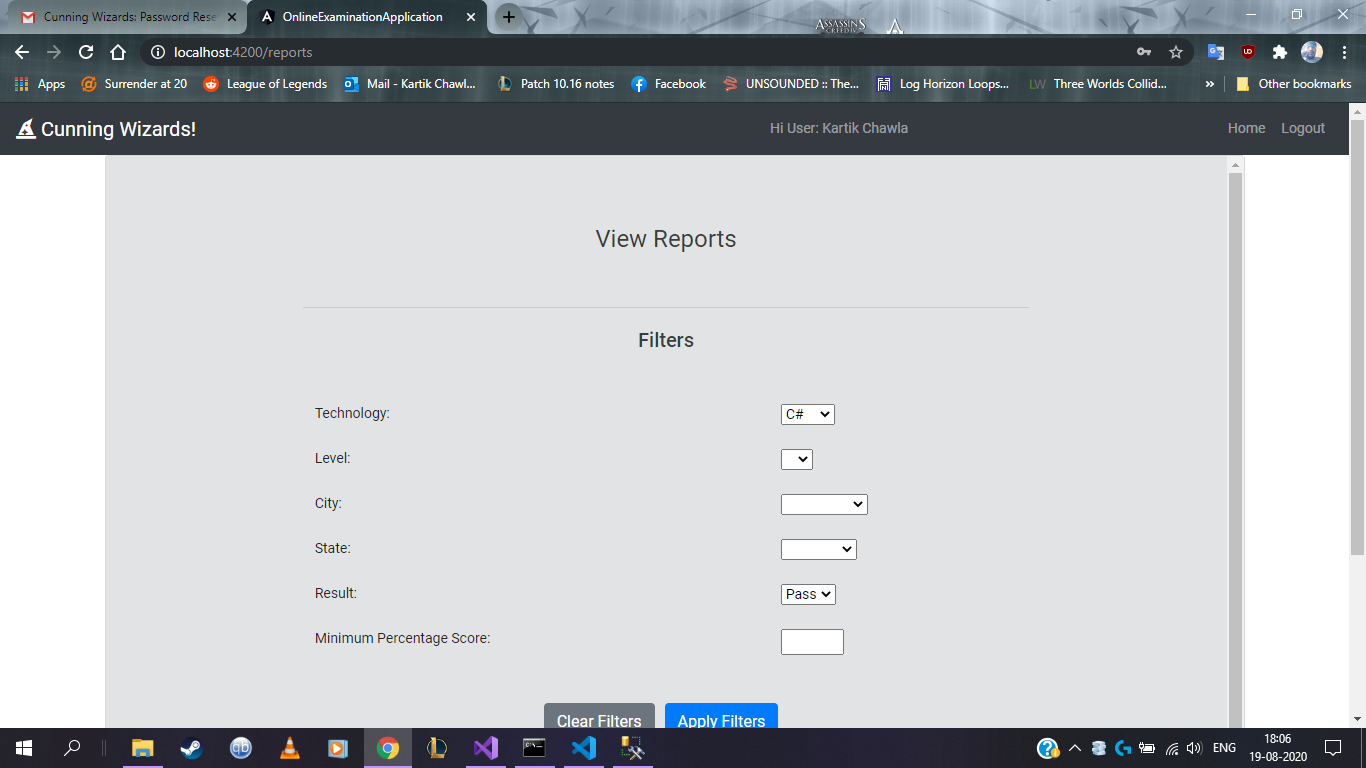 Cunning Wizards: Password Rese
OnlineExaminationApplication
ASSASSIN'S
CREED IV
localhost:4200/reports
Apps
Surrender at 20
League of Legends
Mail - Kartik Chawl...
Patch 10.16 notes
Facebook
UNSOUNDED :: The...
Log Horizon Loops...
LW Three Worlds Collid...
»
Other bookmarks
Cunning Wizards!
Hi User: Kartik Chawla
Home
Logout
View Reports
Filters
Technology:
C#
Level:
City:
State:
Result:
Pass
Minimum Percentage Score:
Clear Filters
Apply Filters
ENG
18:06
19-08-2020